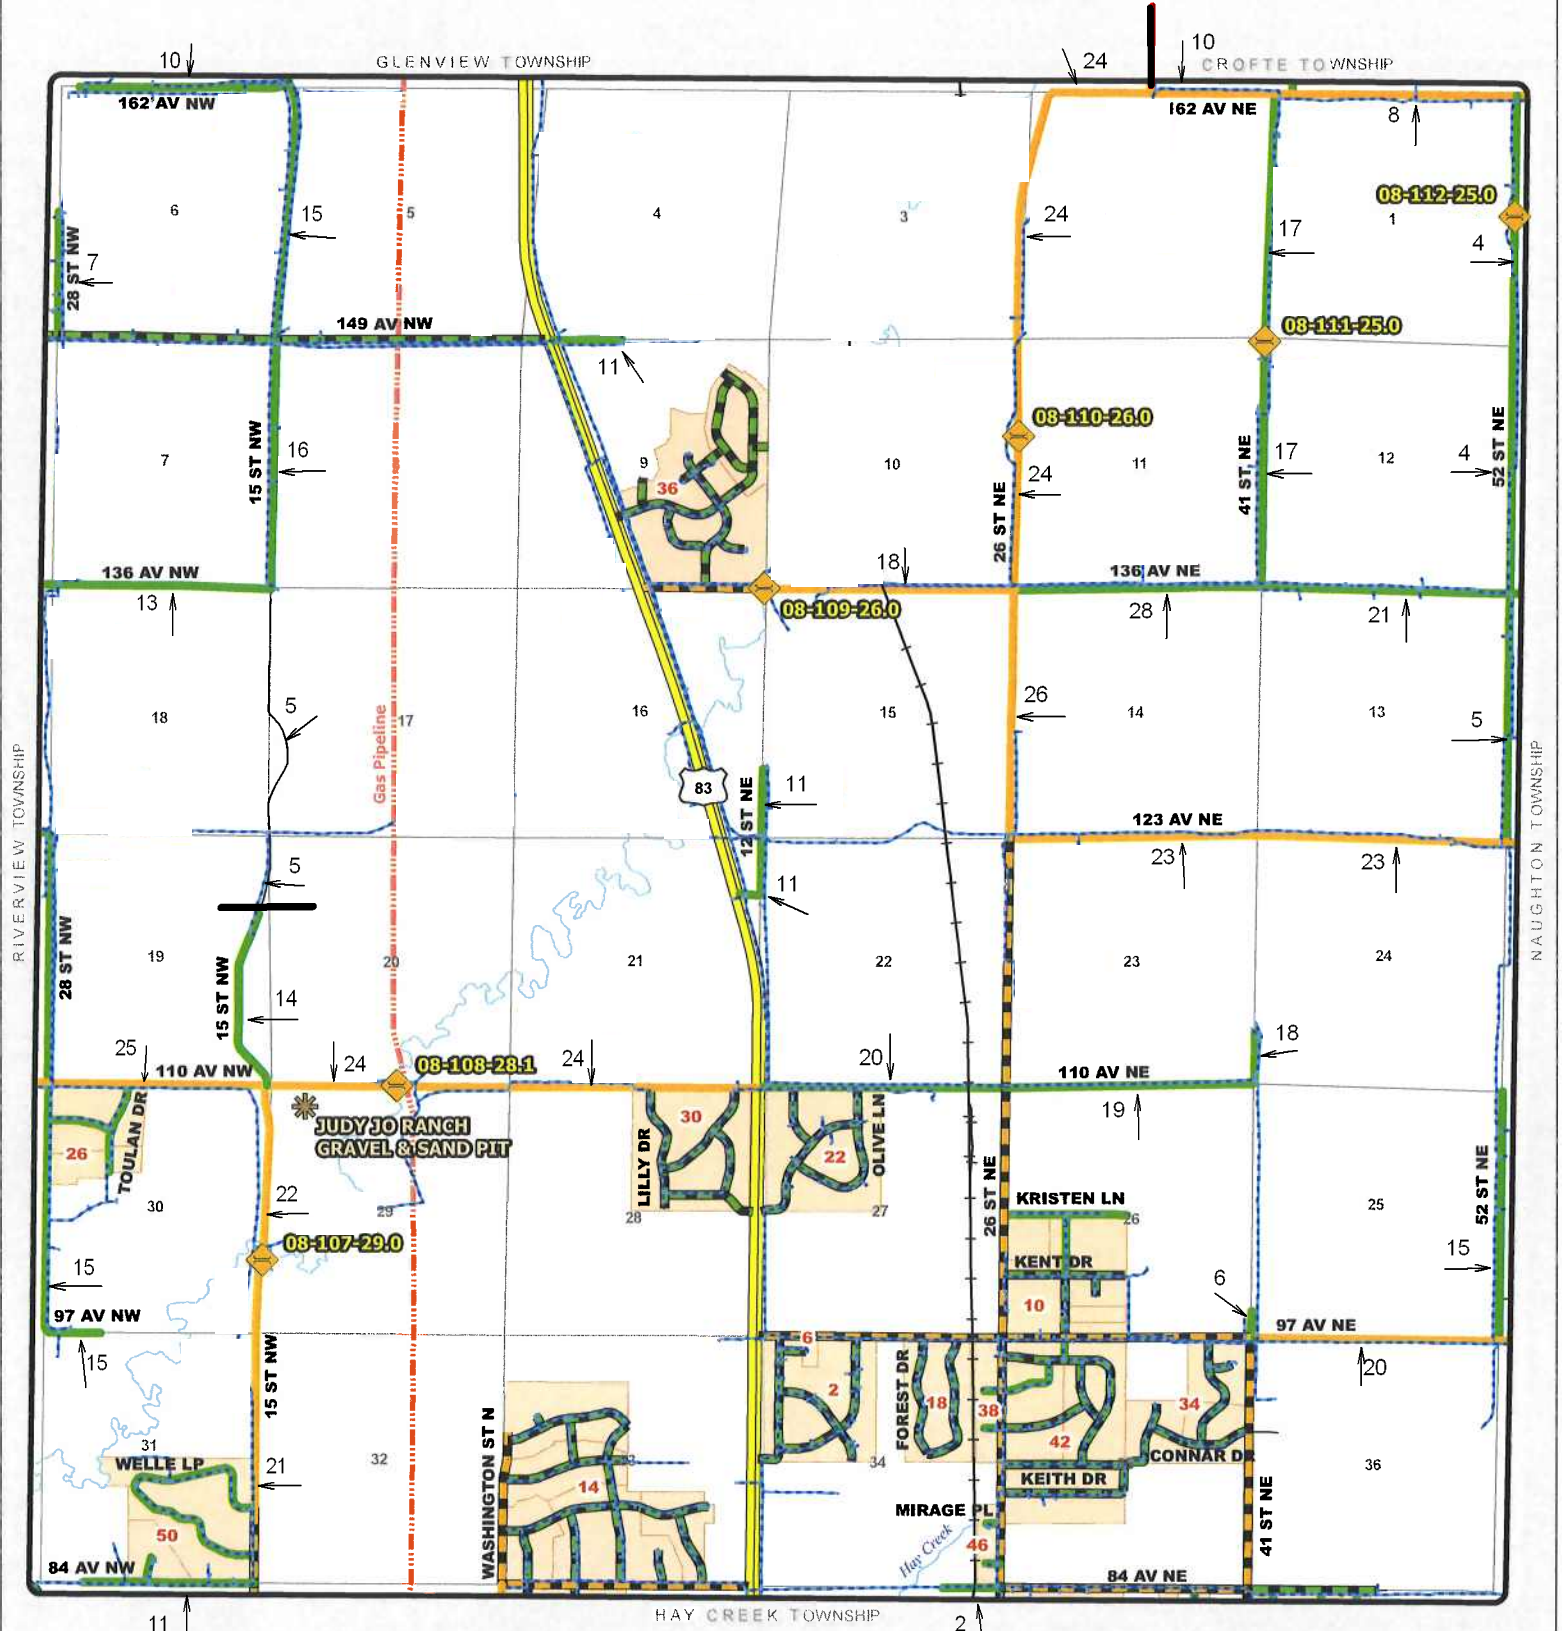 10
GLENVIEW TOWNSHIP
24
10
CROFTE TOWNSHIP
162 AV NW
162 AV NE
8
08-112-25.0
6
15
5
4
3
24
17
1
28 ST NW
7
4
149 AV NW
08-111-25.0
11
08-110-26.0
15 ST NW
16
7
9
36
10
26 ST NE
24
11
41 ST NE
17
12
4
52 ST NE
136 AV NW
13
18
136 AV NE
08-109-26.0
28
21
18
5
17
16
15
26
14
13
5
Gas Pipeline
RIVERVIEW TOWNSHIP
NAUGHTON TOWNSHIP
83
12 ST NE
11
123 AV NE
23
23
5
11
28 ST NW
19
15 ST NW
14
20
21
22
23
24
18
25
110 AV NW
24
08-108-28.1
24
20
110 AV NE
19
JUDY JO RANCH
GRAVEL & SAND PIT
TOULAN DR
26
30
LILLY DR
30
22
OLIVE LN
22
29
28
27
26 ST NE
KRISTEN LN
26
25
52 ST NE
08-107-29.0
15
KENT DR
10
6
15
97 AV NW
15
15 ST NW
6
97 AV NE
20
31
WELLE LP
50
84 AV NW
21
32
WASHINGTON ST N
14
3
2
FOREST DR
18
38
42
34
34
CONNAR DR
KEITH DR
36
MIRAGE PL
46
Hay Creek
41 ST NE
84 AV NE
11
HAY CREEK TOWNSHIP
2